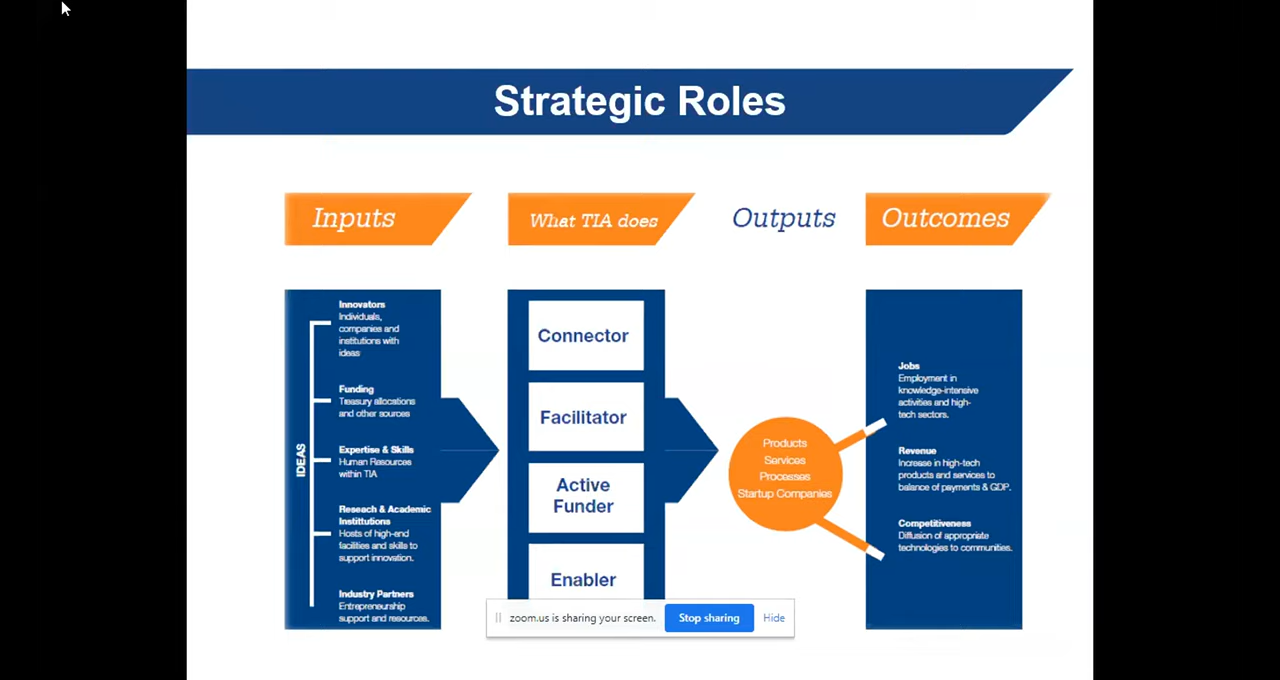 Strategic Roles
Inputs
What TIA does
Outputs
Outcomes
IDEAS
Innovators
Individuals,
companies and
institutions with
ideas
Funding
Treasury allocations
and other sources
Expertise & Skills
Human Resources
within TIA
Reseach & Academic
Instittutions
Hosts of high-end
facilities and skills to
support innovation.
Industry Partners
Entrepreneurship
support and resources.
Connector
Facilitator
Active
Funder
Enabler
Products
Services
Processes
Startup Companies
Jobs
Employment in
knowledge-intensive
activities and high-
tech sectors.
Revenue
Increase in high-tech
products and services to
balance of payments & GDP.
Competitiveness
Diffusion of appropriate
technologies to communities.
zoom.us is sharing your screen.
Stop sharing
Hide